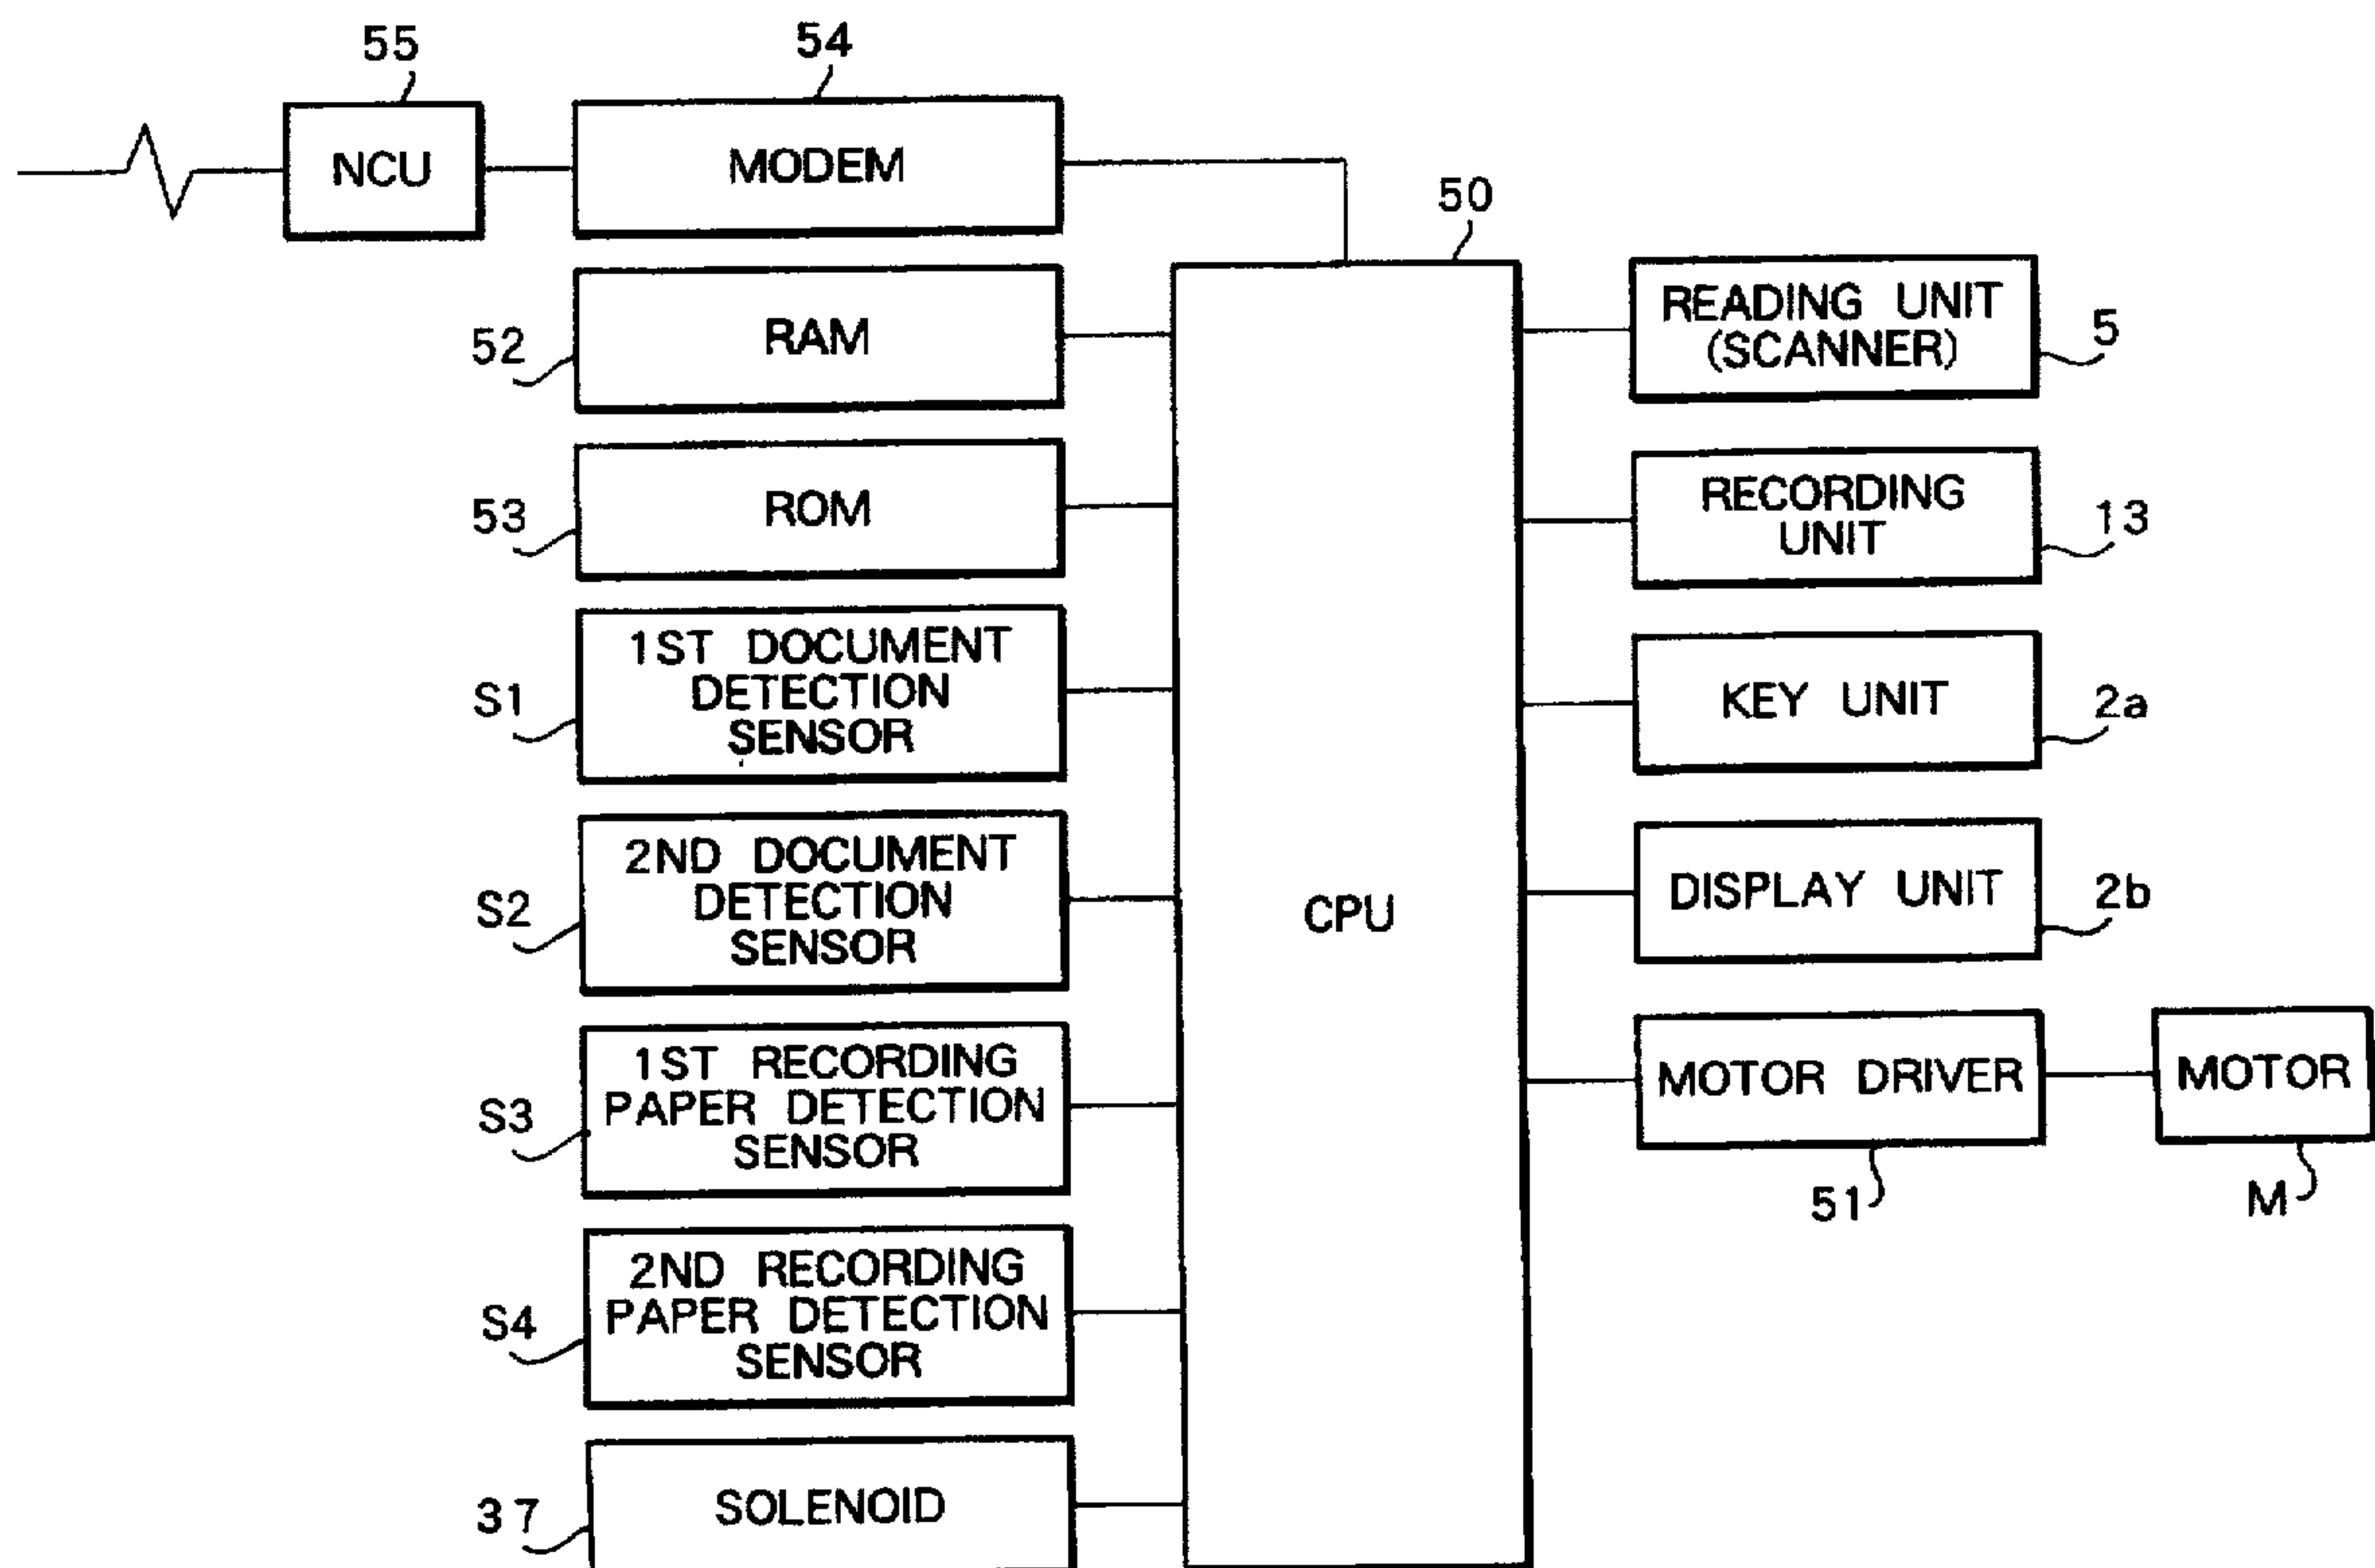 55
54
NCU
MODEM
50
READING UNIT
(SCANNER)
5
52
RAM
RECORDING
UNIT
13
53
ROM
1ST DOCUMENT
DETECTION
SENSOR
S1
KEY UNIT
2a
2ND DOCUMENT
DETECTION
SENSOR
S2
CPU
DISPLAY UNIT
2b
1ST RECORDING
PAPER DETECTION
SENSOR
S3
MOTOR DRIVER
MOTOR
51
M
2ND RECORDING
PAPER DETECTION
SENSOR
S4
SOLENOID
37